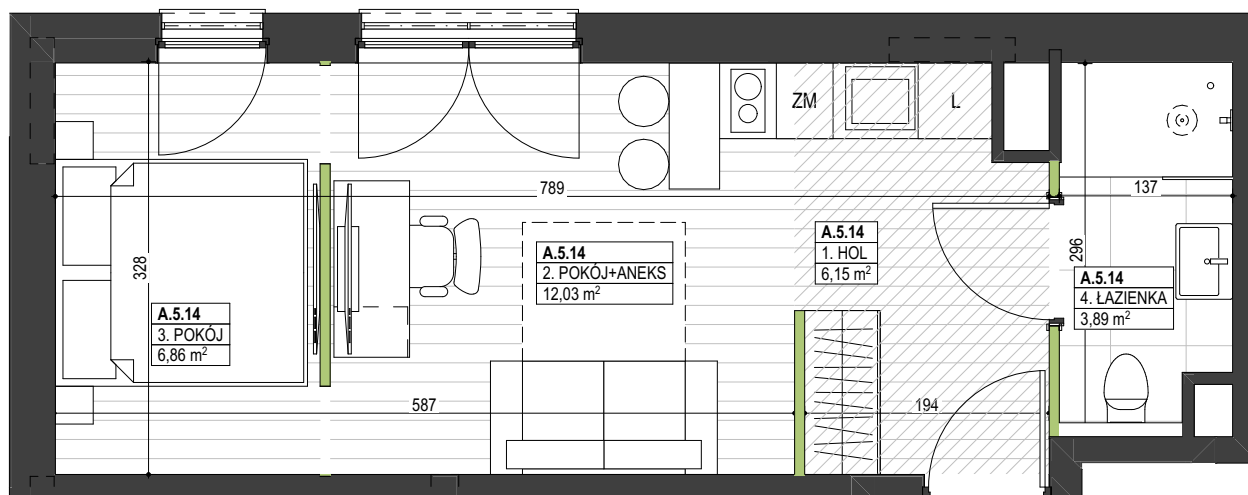 ZM
L
789
137
A.5.14
1. HOL
6,15 m²
A.5.14
2. POKÓJ+ANEKS
12,03 m²
296
328
A.5.14
4. ŁAZIENKA
3,89 m²
A.5.14
3. POKÓJ
6,86 m²
587
194